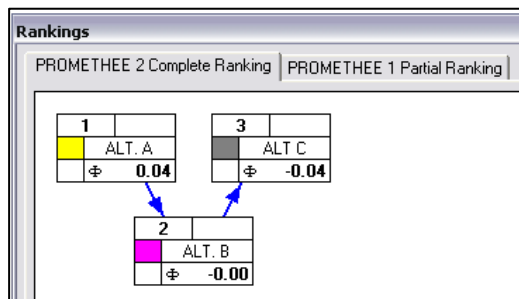 Rankings
PROMETHEE 2 Complete Ranking
PROMETHEE 1 Partial Ranking
1
ALT. A
Φ 0.04
3
ALT C
Φ -0.04
2
ALT. B
Φ -0.00